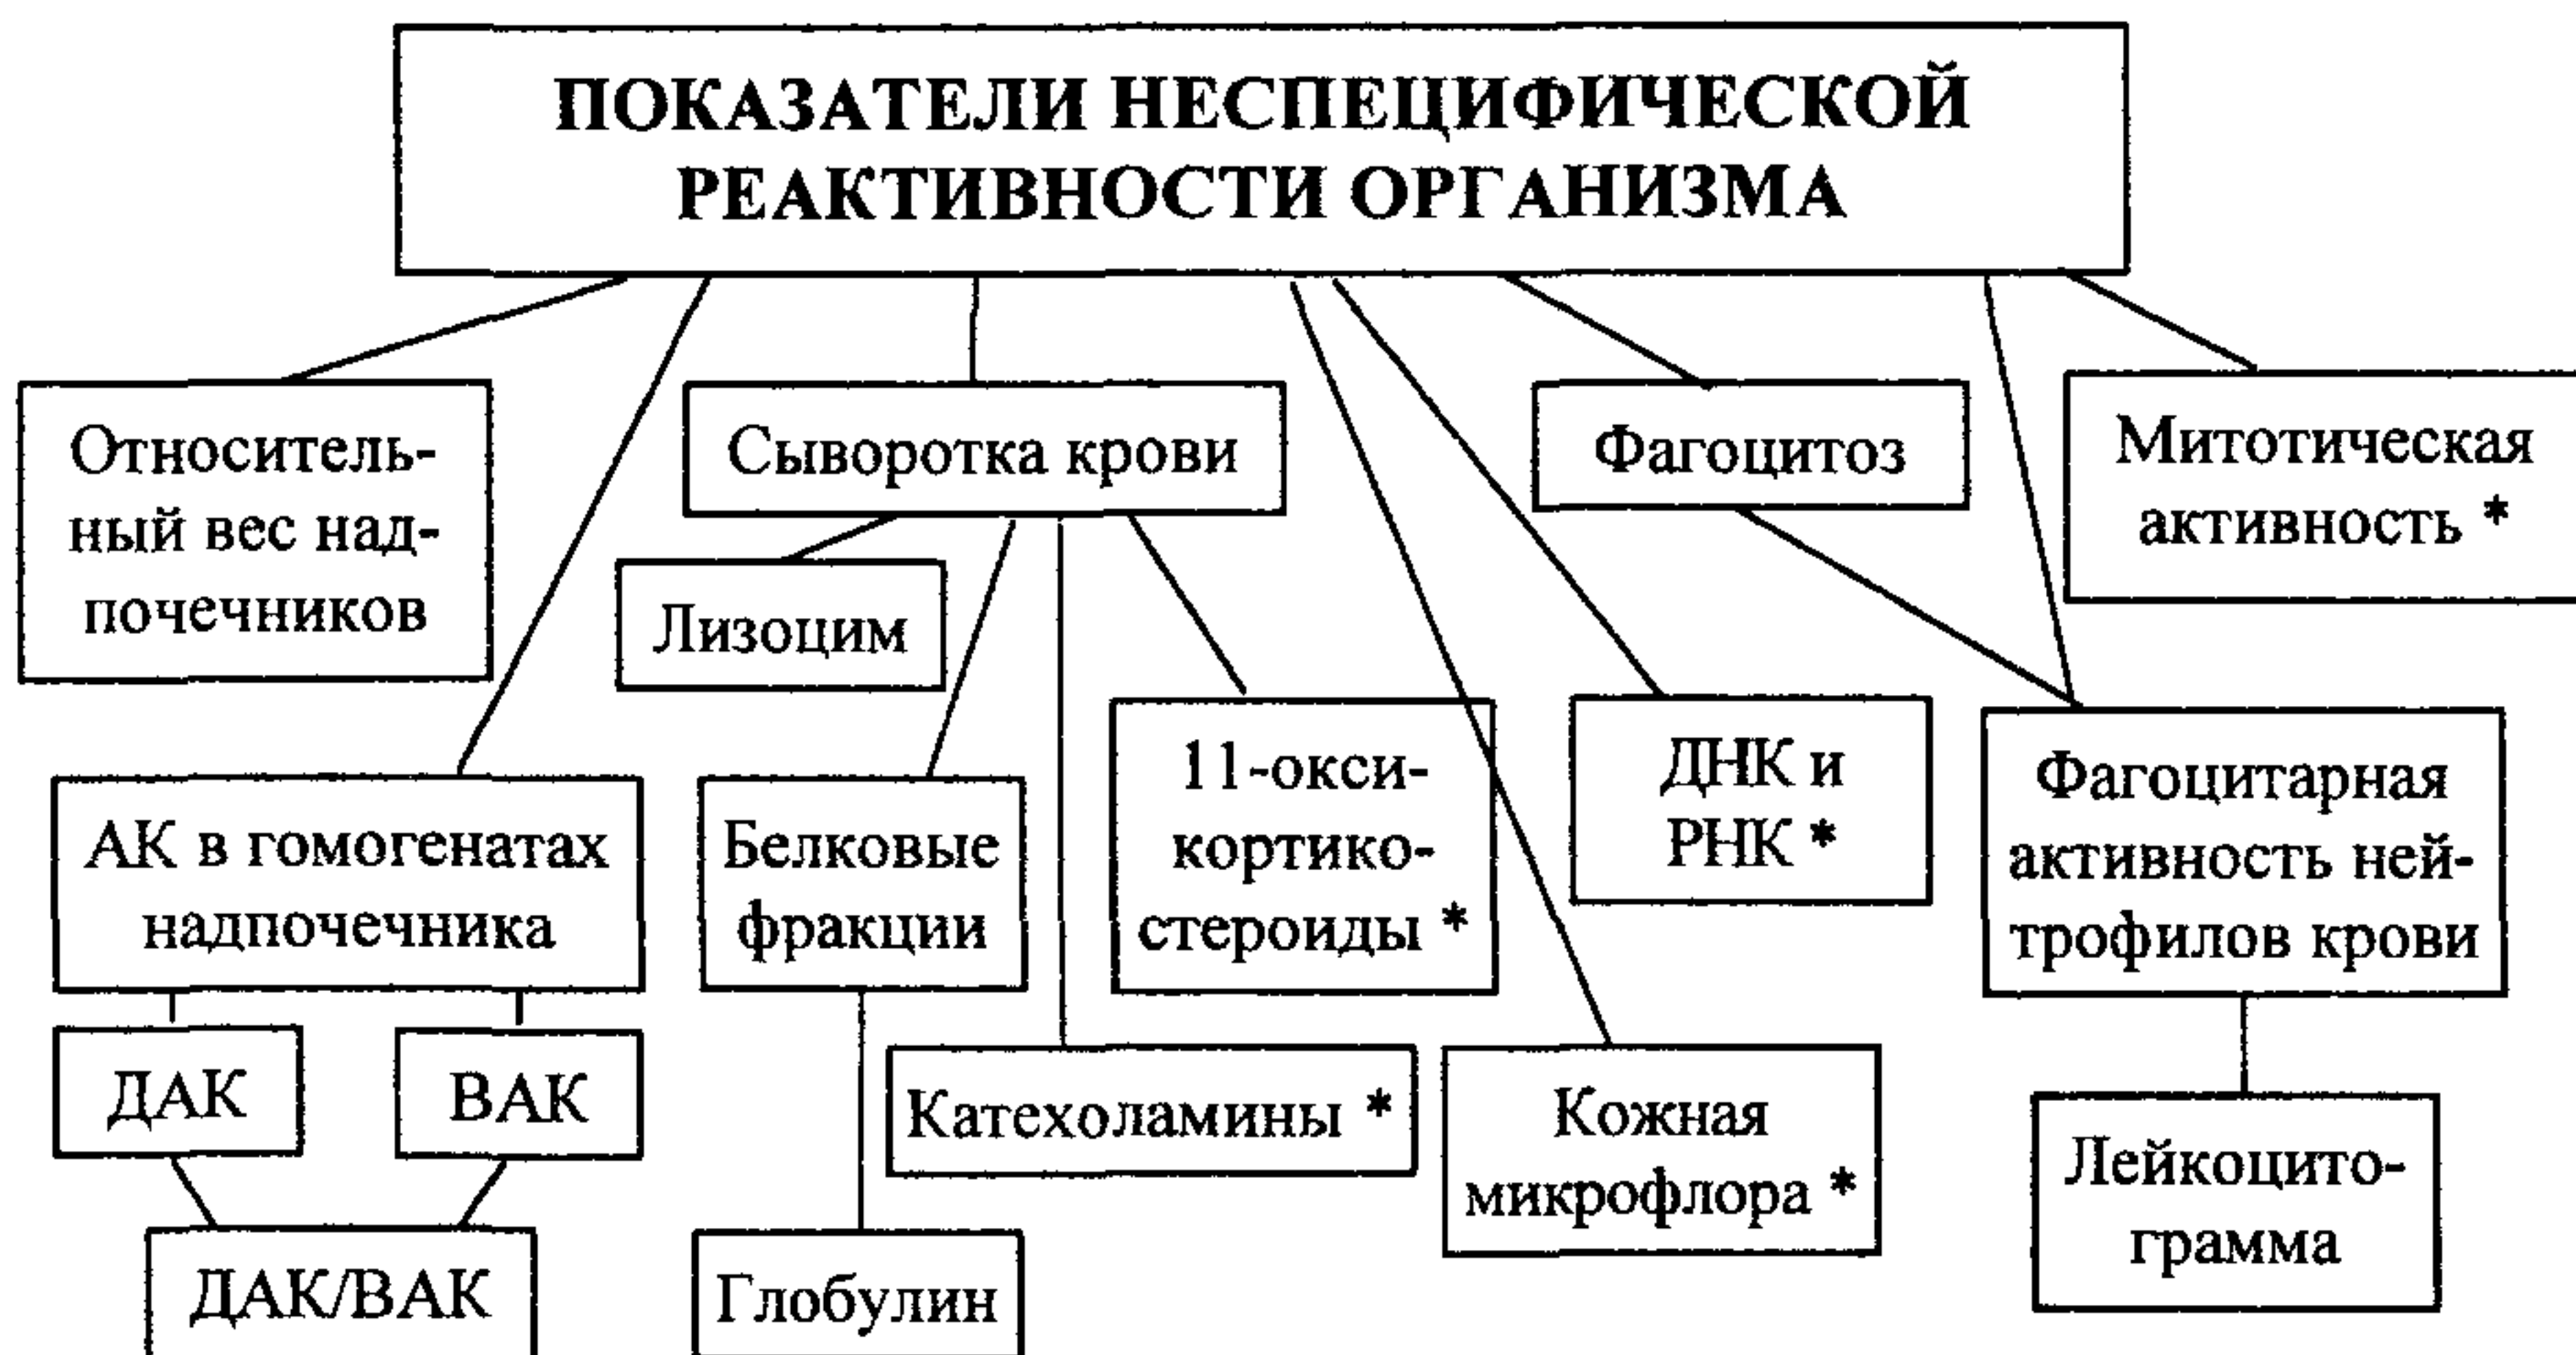 ПОКАЗАТЕЛИ НЕСПЕЦИФИЧЕСКОЙ
РЕАКТИВНОСТИ ОРГАНИЗМА
Относитель-
ный вес над-
почечников
Сыворотка крови
Фагоцитоз
Митотическая
активность *
Лизоцим
АК в гомогенатах
надпочечника
Белковые
фракции
11-окси-
кортико-
стероиды *
ДНК и
РНК *
Фагоцитарная
активность ней-
трофилов крови
ДАК
ВАК
Катехоламины *
Кожная
микрофлора *
Лейкоцито-
грамма
ДАК/ВАК
Глобулин